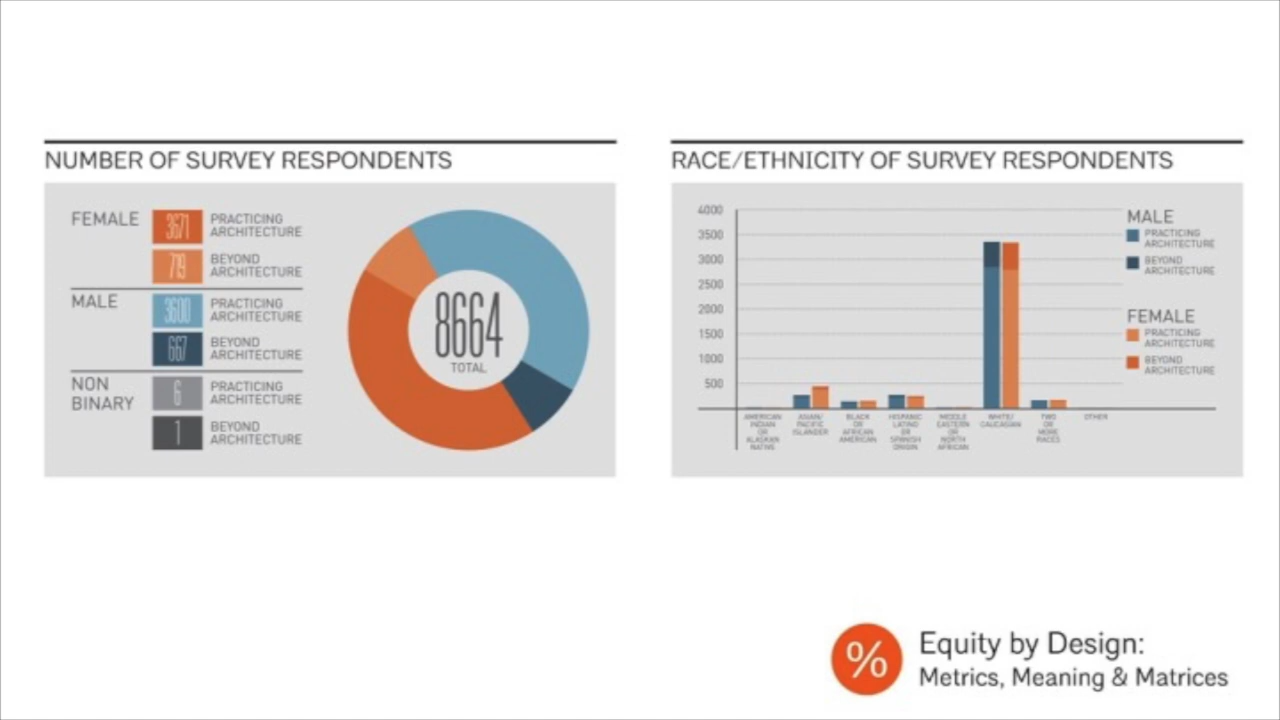 NUMBER OF SURVEY RESPONDENTS
FEMALE
3671
PRACTICING
ARCHITECTURE
719
BEYOND
ARCHITECTURE
MALE
3600
PRACTICING
ARCHITECTURE
667
BEYOND
ARCHITECTURE
NON
BINARY
6
PRACTICING
ARCHITECTURE
1
BEYOND
ARCHITECTURE
8664
TOTAL
RACE/ETHNICITY OF SURVEY RESPONDENTS
4000
3500
3000
2500
2000
1500
1000
500
AMERICAN
INDIAN
OR
ALASKAN
NATIVE
ASIAN/
PACIFIC
ISLANDER
BLACK
OR
AFRICAN
AMERICAN
HISPANIC
LATINO
OR
SPANISH
ORIGIN
MIDDLE
EASTERN
OR
NORTH
AFRICAN
WHITE/
CAUCASIAN
TWO
OR
MORE
RACES
OTHER
MALE
PRACTICING
ARCHITECTURE
BEYOND
ARCHITECTURE
FEMALE
PRACTICING
ARCHITECTURE
BEYOND
ARCHITECTURE
%
Equity by Design:
Metrics, Meaning & Matrices